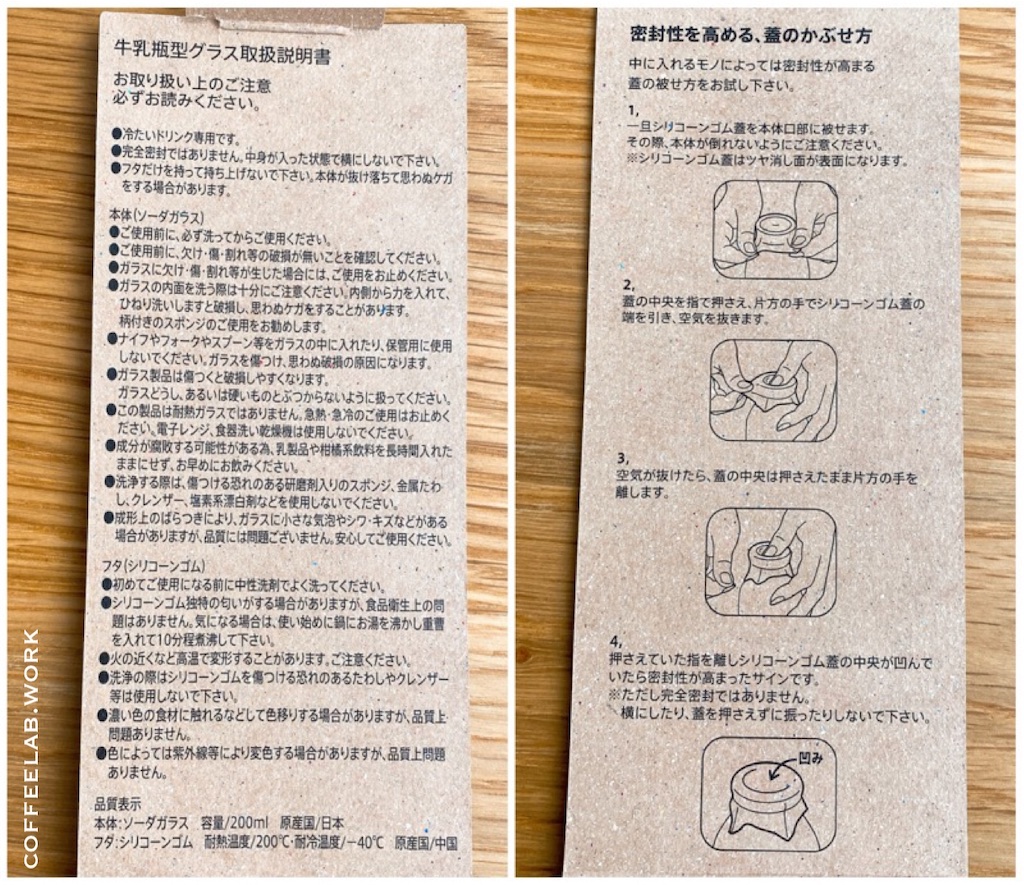 牛乳瓶型グラス取扱説明書
お取り扱い上のご注意
必ずお読みください。
●冷たいドリンク専用です。
●完全密封ではありません。中身が入った状態で横にしないで下さい。
●フタだけを持って持ち上げないで下さい。本体が抜け落ちて思わぬケガ
をする場合があります。
本体(ソーダガラス)
●ご使用前に、必ず洗ってからご使用ください。
●ご使用前に、欠け・傷・割れ等の破損が無いことを確認してください。
●ガラスに欠け・傷・割れ等が生じた場合には、ご使用をお止めください。
●ガラスの内面を洗う際は十分にご注意ください。内側から力を入れて、
ひねり洗いしますと破損し、思わぬケガをすることがあります。
柄付きのスポンジのご使用をお勧めします。
●ナイフやフォークやスプーン等をガラスの中に入れたり、保管用に使用
しないでください。ガラスを傷つけ、思わぬ破損の原因になります。
●ガラス製品は傷つくと破損しやすくなります。
ガラスどうし、あるいは硬いものとぶつからないように扱ってください。
●この製品は耐熱ガラスではありません。急熱・急冷のご使用はお止めく
ださい。電子レンジ、食器洗い乾燥機は使用しないでください。
●成分が腐敗する可能性がある為、乳製品や柑橘系飲料を長時間入れた
ままにせず、お早めにお飲みください。
●洗浄する際は、傷つける恐れのある研磨剤入りのスポンジ、金属たわ
し、クレンザー、塩素系漂白剤などを使用しないでください。
●成形上のばらつきにより、ガラスに小さな気泡やシワ・キズなどがある
場合がありますが、品質には問題ございません。安心してご使用ください。
フタ(シリコーンゴム)
●初めてご使用になる前に中性洗剤でよく洗ってください。
●シリコーンゴム独特の匂いがする場合がありますが、食品衛生上の問
題はありません。気になる場合は、使い始めに鍋にお湯を沸かし重曹
を入れて10分程煮沸して下さい。
●火の近くなど高温で変形することがあります。ご注意ください。
●洗浄の際はシリコーンゴムを傷つける恐れのあるたわしやクレンザー
等は使用しないで下さい。
●濃い色の食材に触れるなどして色移りする場合がありますが、品質上
問題ありません。
●色によっては紫外線等により変色する場合がありますが、品質上問題
ありません。
品質表示
本体:ソーダガラス 容量/200ml 原産国/日本
フタ:シリコーンゴム 耐熱温度/200℃・耐冷温度/−40℃ 原産国/中国
COFFEELAB.WORK
密封性を高める、蓋のかぶせ方
中に入れるモノによっては密封性が高まる
蓋の被せ方をお試し下さい。
1,
一旦シリコーンゴム蓋を本体口部に被せます。
その際、本体が倒れないようにご注意ください。
※シリコーンゴム蓋はツヤ消し面が表面になります。
2,
蓋の中央を指で押さえ、片方の手でシリコーンゴム蓋の
端を引き、空気を抜きます。
3,
空気が抜けたら、蓋の中央は押さえたまま片方の手を
離します。
4,
押さえていた指を離しシリコーンゴム蓋の中央が凹んで
いたら密封性が高まったサインです。
※ただし完全密封ではありません。
横にしたり、蓋を押さえずに振ったりしないで下さい。
凹み